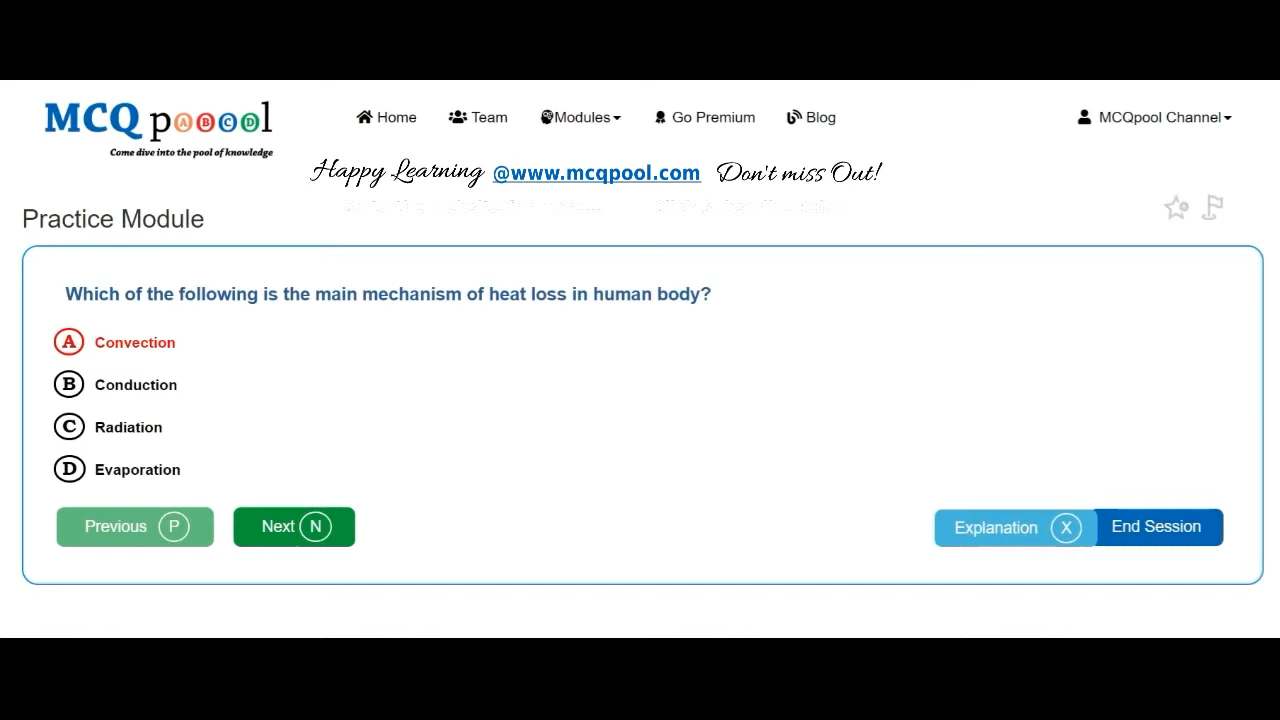 MCQ pooool
Come dive into the pool of knowledge
Home Team Modules Go Premium Blog MCQpool Channel
Happy Learning @www.mcqpool.com Don't miss Out!
Practice Module
Which of the following is the main mechanism of heat loss in human body?
A Convection
B Conduction
C Radiation
D Evaporation
Previous P Next N Explanation X End Session